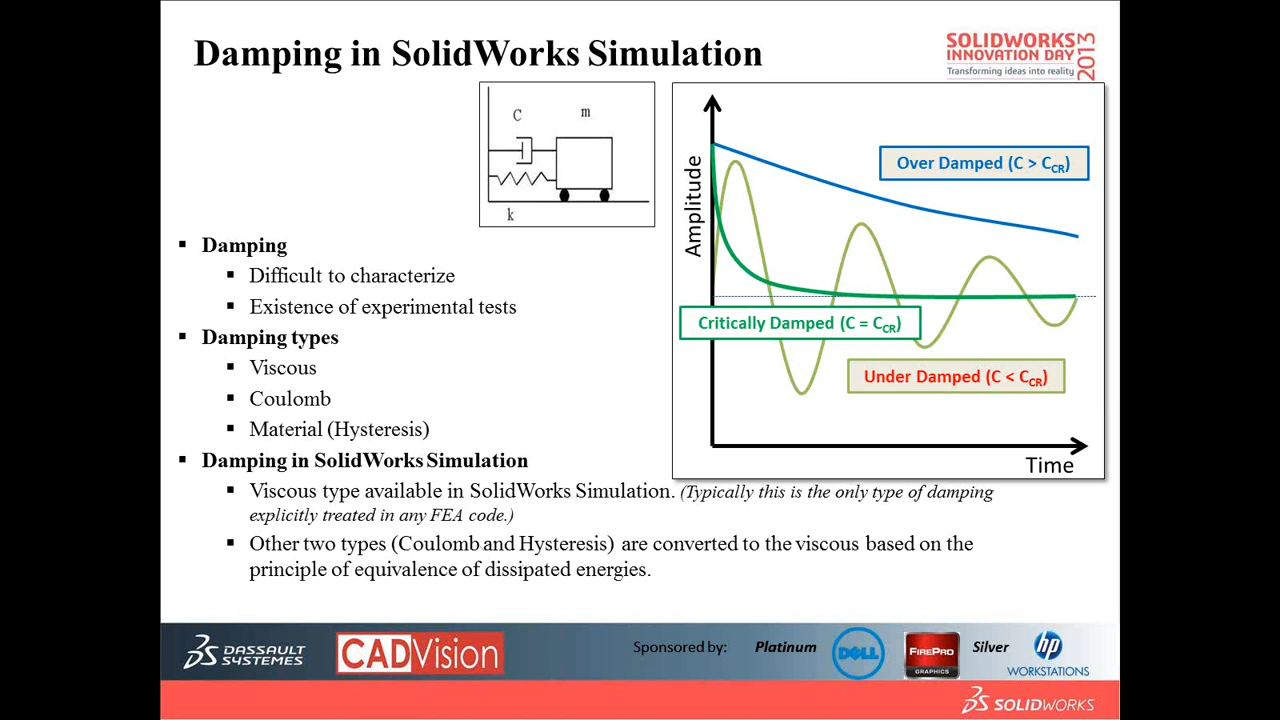 Damping in SolidWorks Simulation
SOLIDWORKS
INNOVATION DAY
Transforming ideas into reality
2013
C
m
k
Amplitude
Over Damped (C > CCR)
Critically Damped (C = CCR)
Under Damped (C < CCR)
Time
▪ Damping
▪ Difficult to characterize
▪ Existence of experimental tests
▪ Damping types
▪ Viscous
▪ Coulomb
▪ Material (Hysteresis)
▪ Damping in SolidWorks Simulation
▪ Viscous type available in SolidWorks Simulation. (Typically this is the only type of damping
explicitly treated in any FEA code.)
▪ Other two types (Coulomb and Hysteresis) are converted to the viscous based on the
principle of equivalence of dissipated energies.
DASSAULT
SYSTEMES
CADVision
Sponsored by:
Platinum
DELL
FIREPRO
GRAPHICS
Silver
hp
WORKSTATIONS
SOLIDWORKS